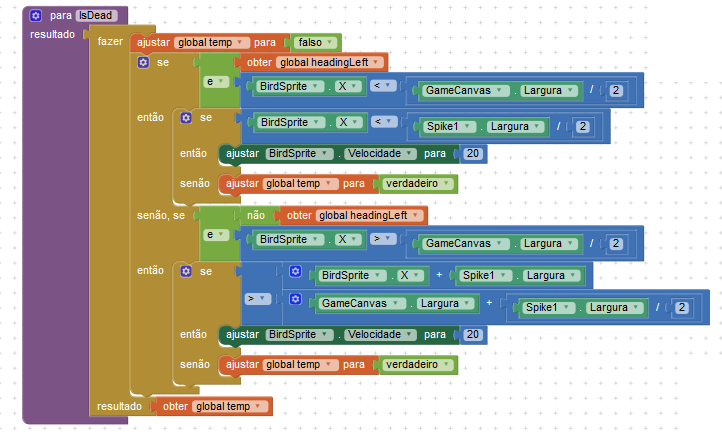 para IsDead
resultado fazer ajustar global temp para falso
se obter global headingLeft
e BirdSprite . X < GameCanvas . Largura / 2
então se BirdSprite . X < Spike1 . Largura / 2
então ajustar BirdSprite . Velocidade para 20
senão ajustar global temp para verdadeiro
senão, se não obter global headingLeft
e BirdSprite . X > GameCanvas . Largura / 2
então se BirdSprite . X + Spike1 . Largura
>
GameCanvas . Largura + Spike1 . Largura / 2
então ajustar BirdSprite . Velocidade para 20
senão ajustar global temp para verdadeiro
resultado obter global temp